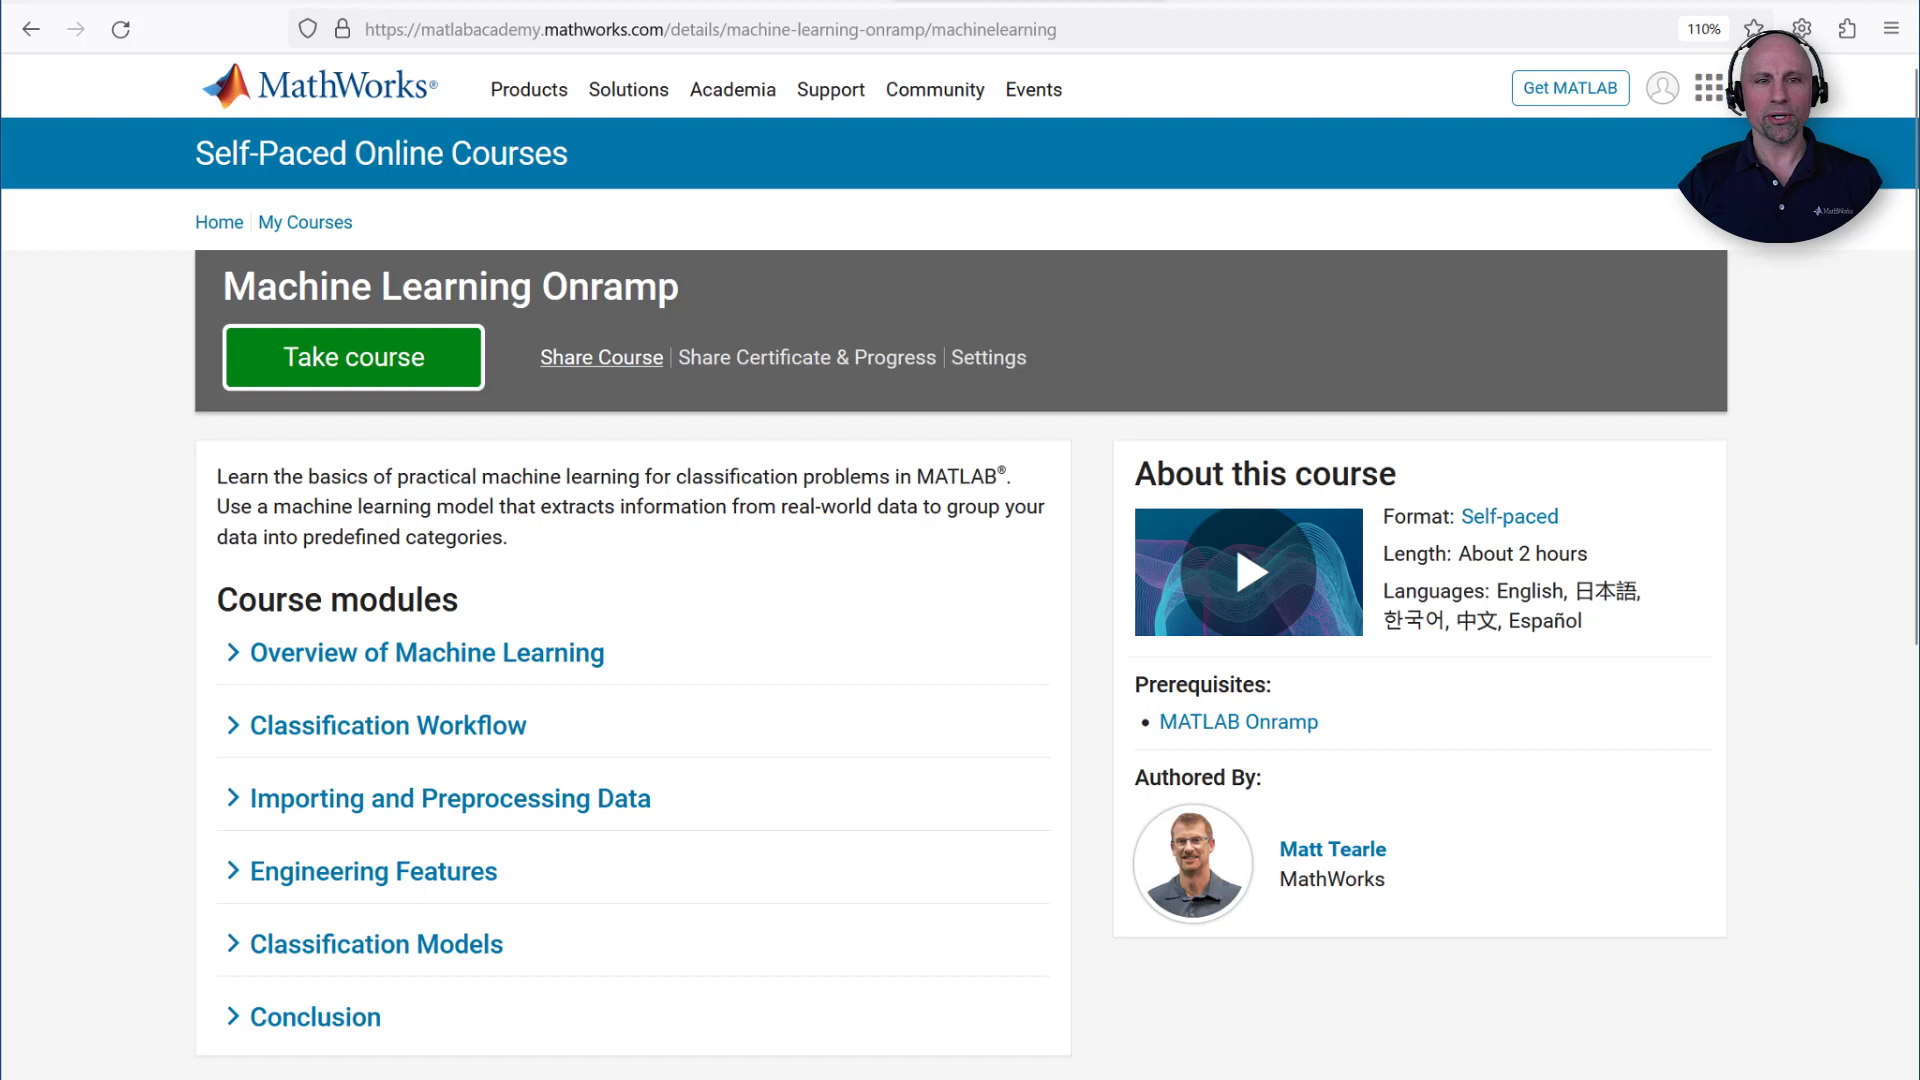 https://matlabacademy.mathworks.com/details/machine-learning-onramp/machinelearning
110%
MathWorks®
Products Solutions Academia Support Community Events
Get MATLAB
Self-Paced Online Courses
MathWorks
Home My Courses
Machine Learning Onramp
Take course
Share Course Share Certificate & Progress Settings
Learn the basics of practical machine learning for classification problems in MATLAB®.
Use a machine learning model that extracts information from real-world data to group your
data into predefined categories.
Course modules
Overview of Machine Learning
Classification Workflow
Importing and Preprocessing Data
Engineering Features
Classification Models
Conclusion
About this course
Format: Self-paced
Length: About 2 hours
Languages: English, 日本語,
한국어, 中文, Español
Prerequisites:
• MATLAB Onramp
Authored By:
Matt Tearle
MathWorks